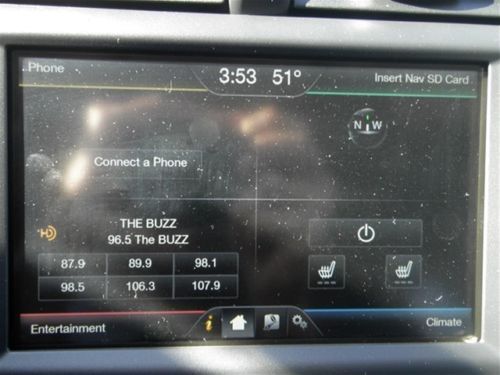 Phone
3:53 51°
Insert Nav SD Card
N W
Connect a Phone
HD
THE BUZZ
96.5 The BUZZ
87.9 89.9 98.1
98.5 106.3 107.9
Entertainment
i
Climate